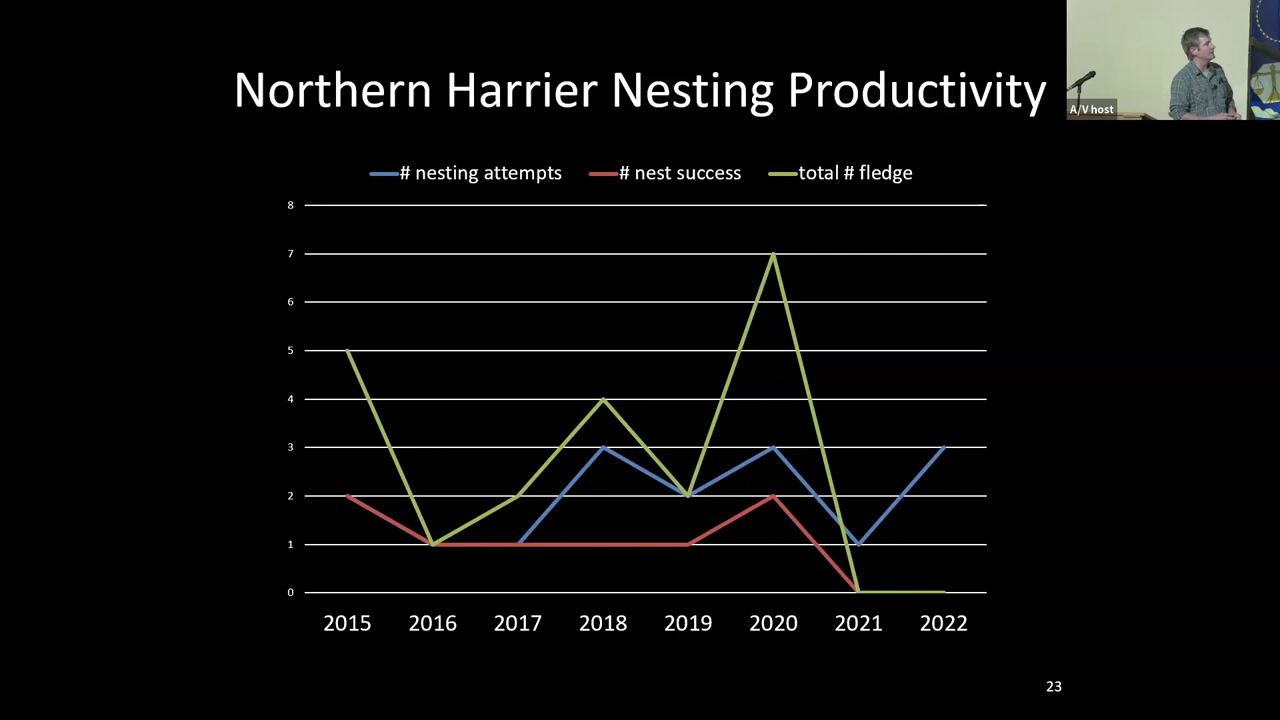 Northern Harrier Nesting Productivity
A/V host
# nesting attempts # nest success total # fledge
8
7
6
5
4
3
2
1
0
2015 2016 2017 2018 2019 2020 2021 2022
23